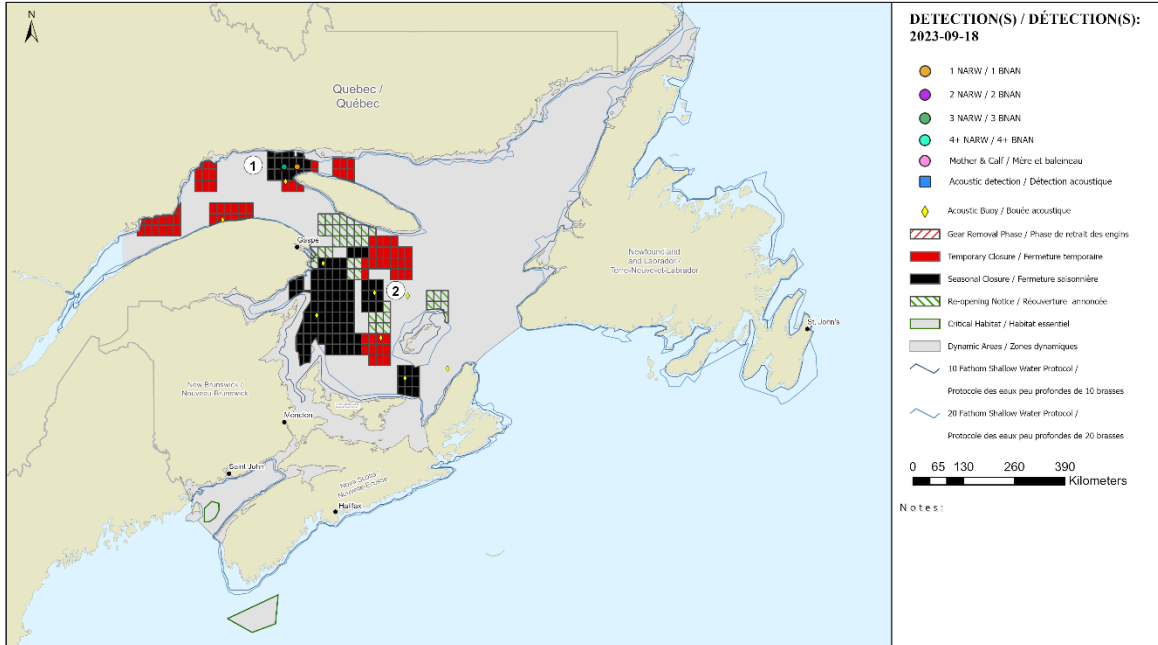 N
Quebec /
Québec
1
Gaspé
2
Newfoundland
and Labrador /
Terre-Neuve-et-Labrador
St. John's
New Brunswick /
Nouveau-Brunswick
Moncton
Saint John
Nova Scotia /
Nouvelle-Écosse
Halifax
DETECTION(S) / DÉTECTION(S):
2023-09-18
1 NARW / 1 BNAN
2 NARW / 2 BNAN
3 NARW / 3 BNAN
4+ NARW / 4+ BNAN
Mother & Calf / Mère et baleineau
Acoustic detection / Détection acoustique
Acoustic Buoy / Bouée acoustique
Gear Removal Phase / Phase de retrait des engins
Temporary Closure / Fermeture temporaire
Seasonal Closure / Fermeture saisonnière
Re-opening Notice / Réouverture annoncée
Critical Habitat / Habitat essentiel
Dynamic Areas / Zones dynamiques
10 Fathom Shallow Water Protocol /
Protocole des eaux peu profondes de 10 brasses
20 Fathom Shallow Water Protocol /
Protocole des eaux peu profondes de 20 brasses
0 65 130 260 390
Kilometers
Notes: